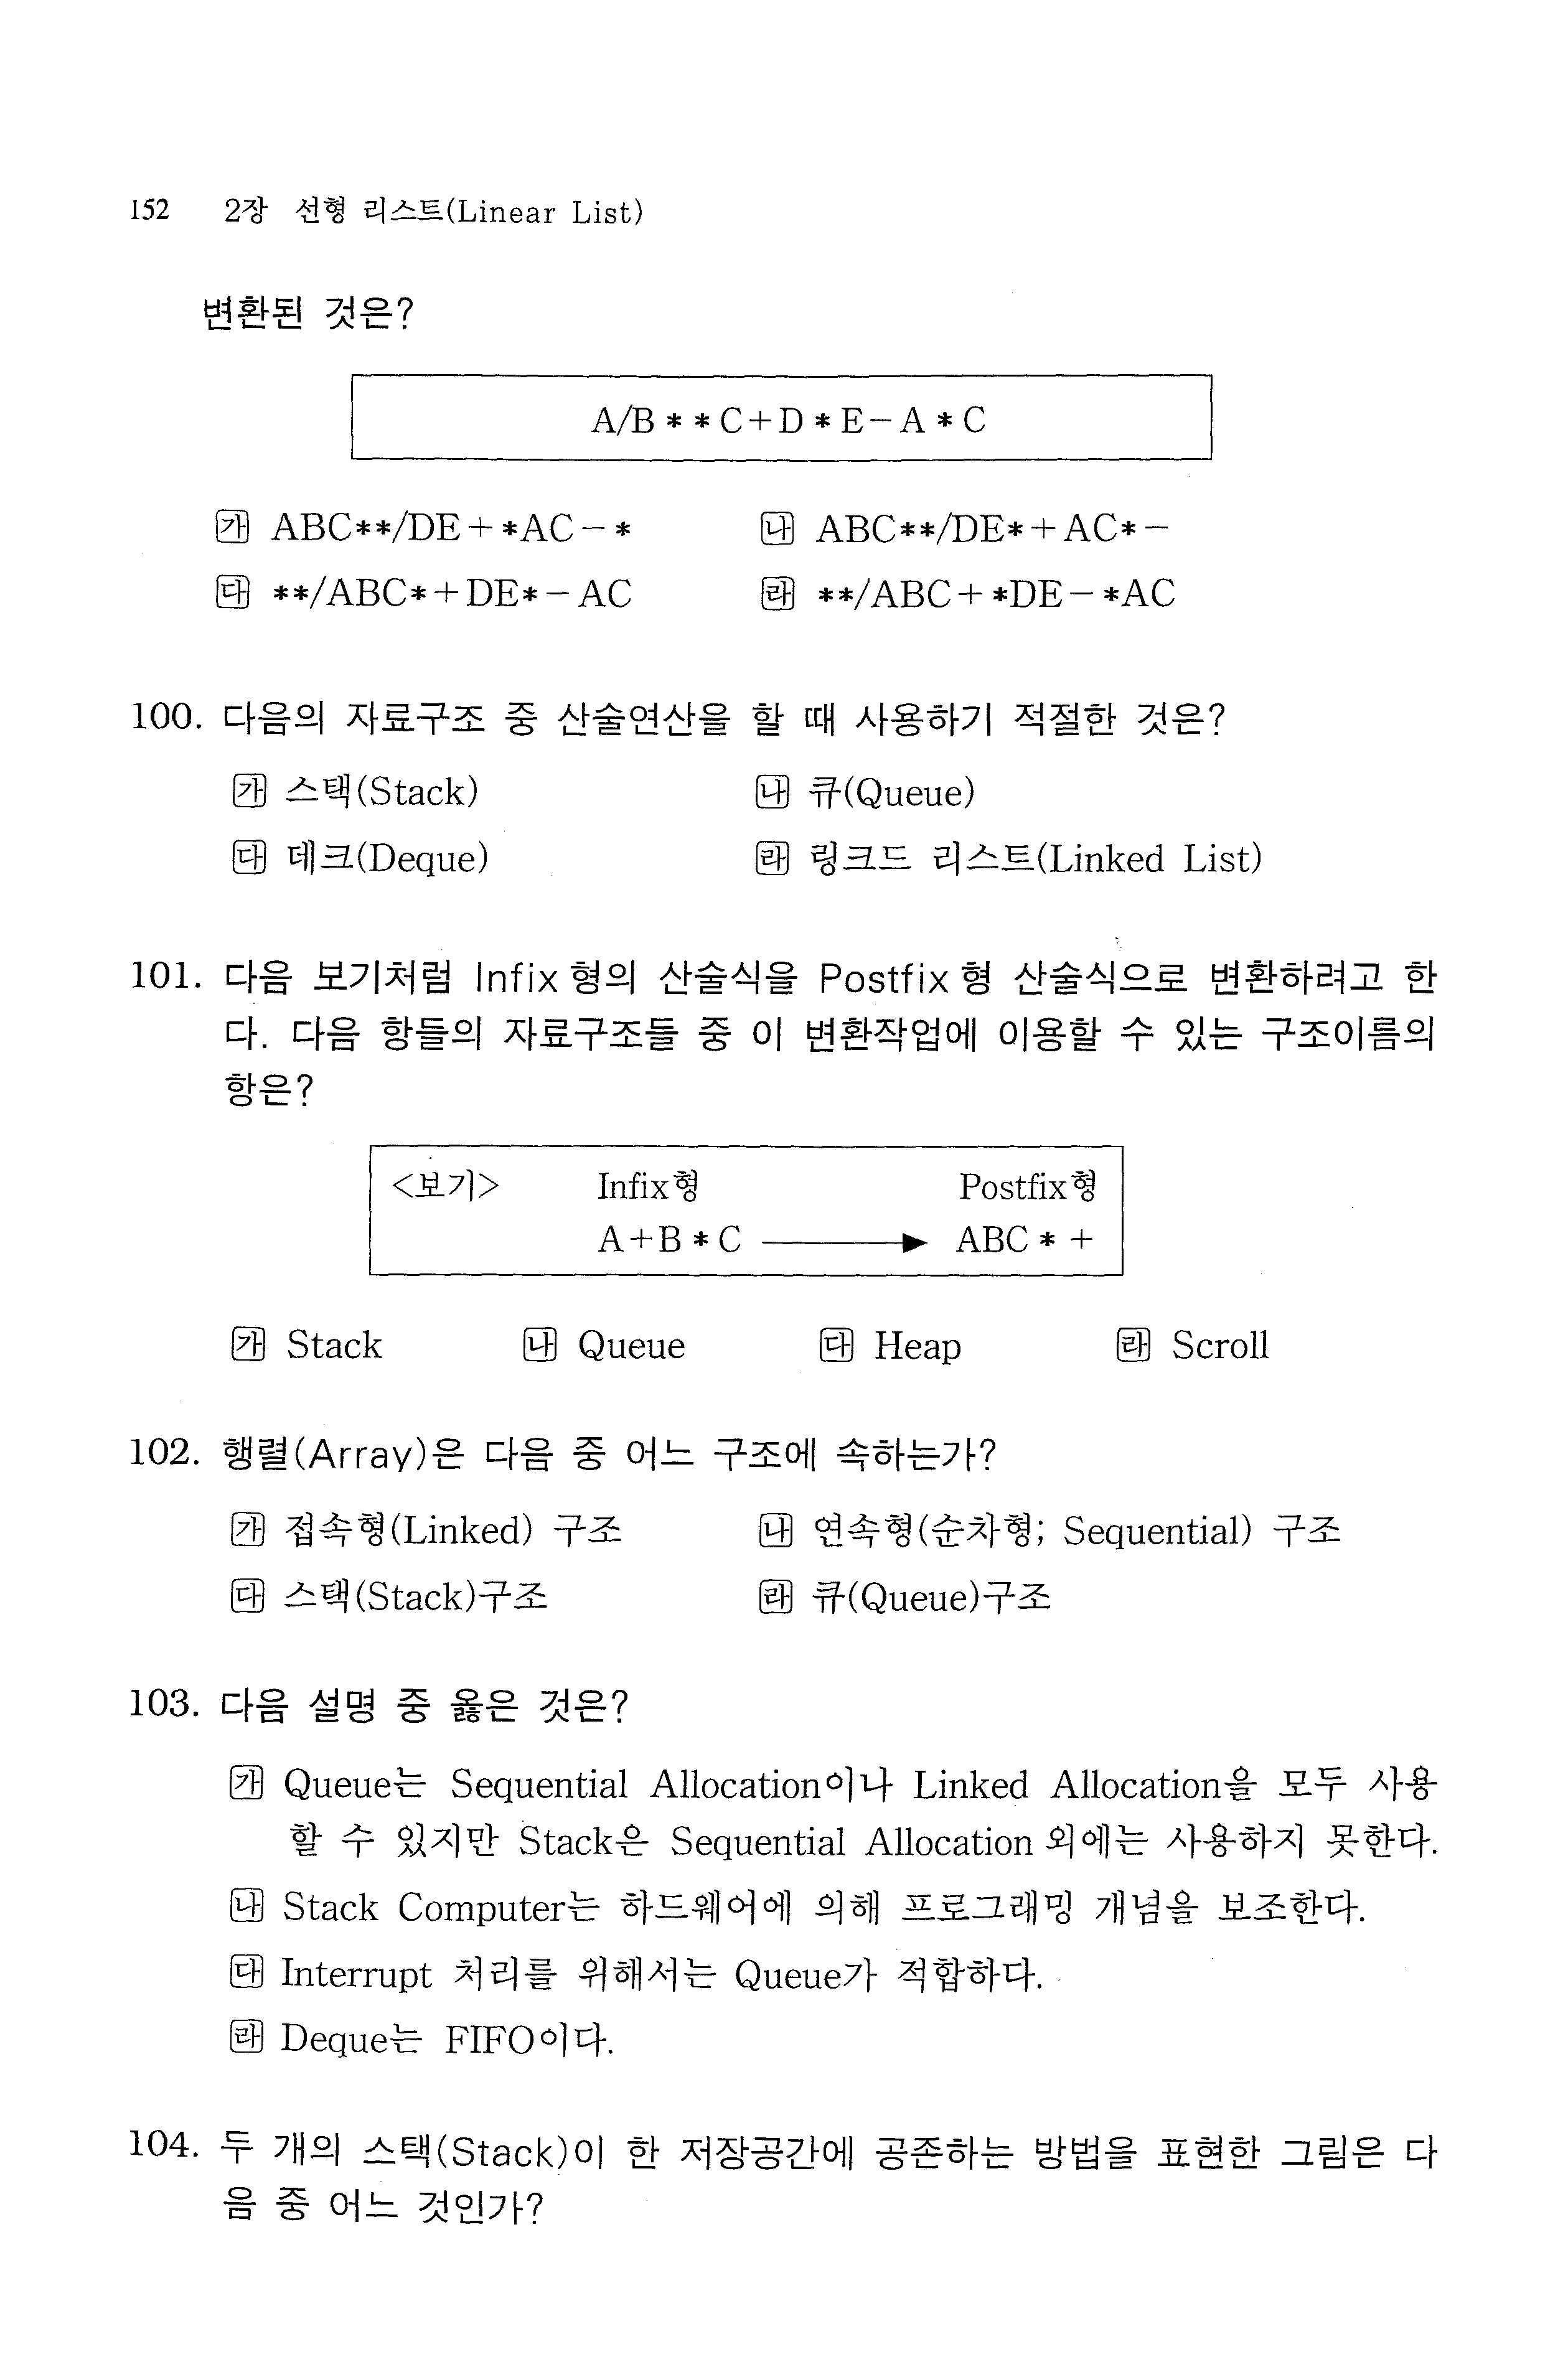 152 2장 선형 리스트(Linear List)
변환된 것은?
A/B * * C+D * E－A * C
㉮ ABC**/DE＋*AC－*
㉯ ABC**/DE*＋AC*－
㉰ **/ABC*＋DE*－AC
㉱ **/ABC＋*DE－*AC
100. 다음의 자료구조 중 산술연산을 할 때 사용하기 적절한 것은?
㉮ 스택(Stack)
㉯ 큐(Queue)
㉰ 데크(Deque)
㉱ 링크드 리스트(Linked List)
101. 다음 보기처럼 Infix형의 산술식을 Postfix형 산술식으로 변환하려고 한
다. 다음 항들의 자료구조들 중 이 변환작업에 이용할 수 있는 구조이름의
항은?
<보기> Infix형 Postfix형
A+B * C ⟶ ABC * +
㉮ Stack ㉯ Queue ㉰ Heap ㉱ Scroll
102. 행렬(Array)은 다음 중 어느 구조에 속하는가?
㉮ 접속형(Linked) 구조
㉯ 연속형(순차형; Sequential) 구조
㉰ 스택(Stack)구조
㉱ 큐(Queue)구조
103. 다음 설명 중 옳은 것은?
㉮ Queue는 Sequential Allocation이나 Linked Allocation을 모두 사용
할 수 있지만 Stack은 Sequential Allocation 외에는 사용하지 못한다.
㉯ Stack Computer는 하드웨어에 의해 프로그래밍 개념을 보조한다.
㉰ Interrupt 처리를 위해서는 Queue가 적합하다.
㉱ Deque는 FIFO이다.
104. 두 개의 스택(Stack)이 한 저장공간에 공존하는 방법을 표현한 그림은 다
음 중 어느 것인가?